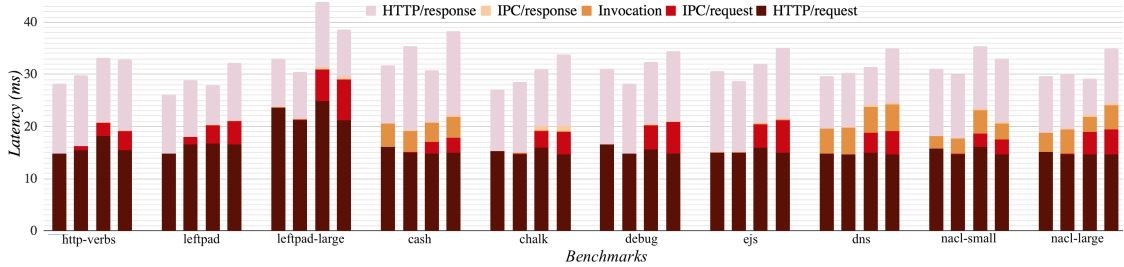 HTTP/response IPC/response Invocation IPC/request HTTP/request
Latency (ms)
40
30
20
10
0
http-verbs leftpad leftpad-large cash chalk debug ejs dns nacl-small nacl-large
Benchmarks